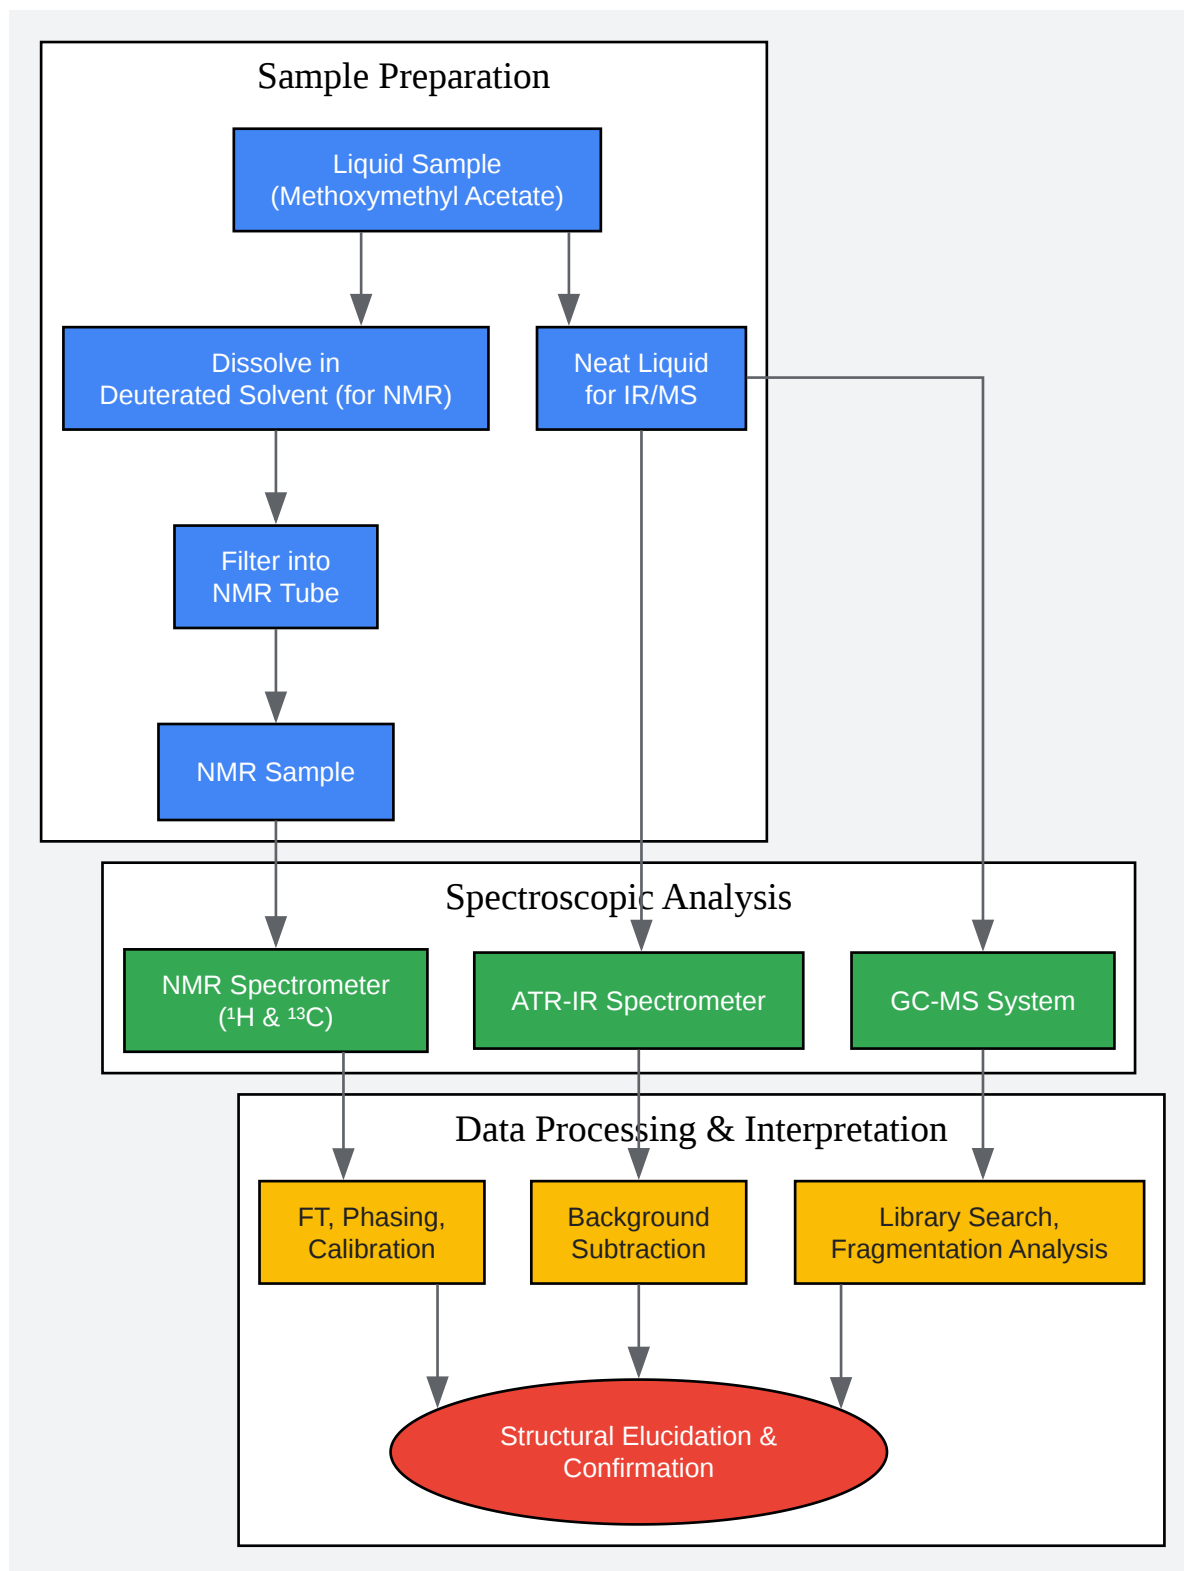 Sample Preparation
Liquid Sample
(Methoxymethyl Acetate)
Dissolve in
Deuterated Solvent (for NMR)
Neat Liquid
for IR/MS
Filter into
NMR Tube
NMR Sample
Spectroscopic Analysis
NMR Spectrometer
(¹H & ¹³C)
ATR-IR Spectrometer
GC-MS System
Data Processing & Interpretation
FT, Phasing,
Calibration
Background
Subtraction
Library Search,
Fragmentation Analysis
Structural Elucidation &
Confirmation